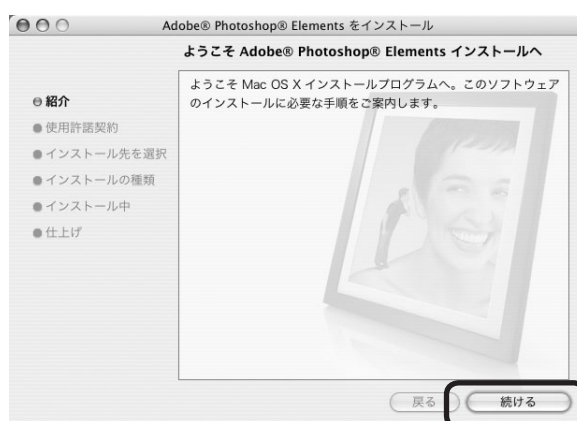 Adobe® Photoshop® Elements をインストール
ようこそ Adobe® Photoshop® Elements インストールへ
紹介
使用許諾契約
インストール先を選択
インストールの種類
インストール中
仕上げ
ようこそ Mac OS X インストールプログラムへ。このソフトウェア
のインストールに必要な手順をご案内します。
戻る
続ける